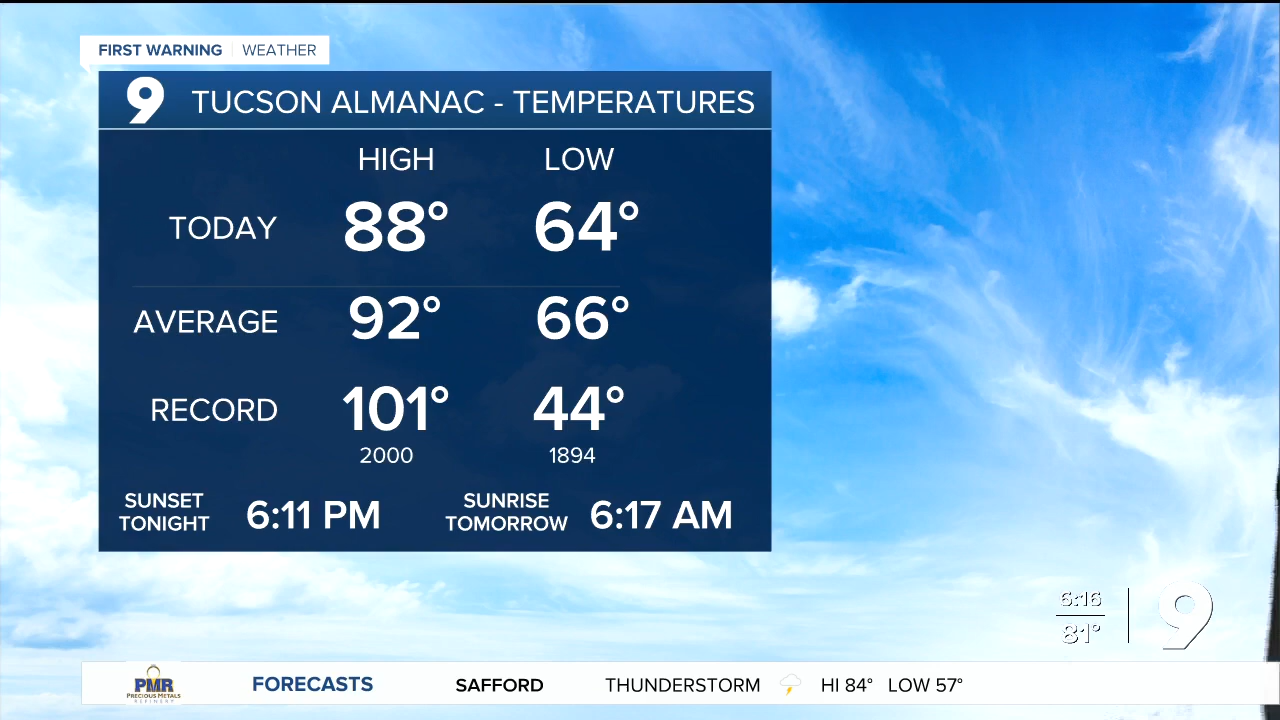 FIRST WARNING WEATHER
9 TUCSON ALMANAC - TEMPERATURES
HIGH LOW
TODAY 88° 64°
AVERAGE 92° 66°
RECORD 101° 44°
2000 1894
SUNSET TONIGHT 6:11 PM SUNRISE TOMORROW 6:17 AM
6:16
81°
9
PMR
PRECIOUS METALS
REFINERY
FORECASTS SAFFORD THUNDERSTORM HI 84° LOW 57°